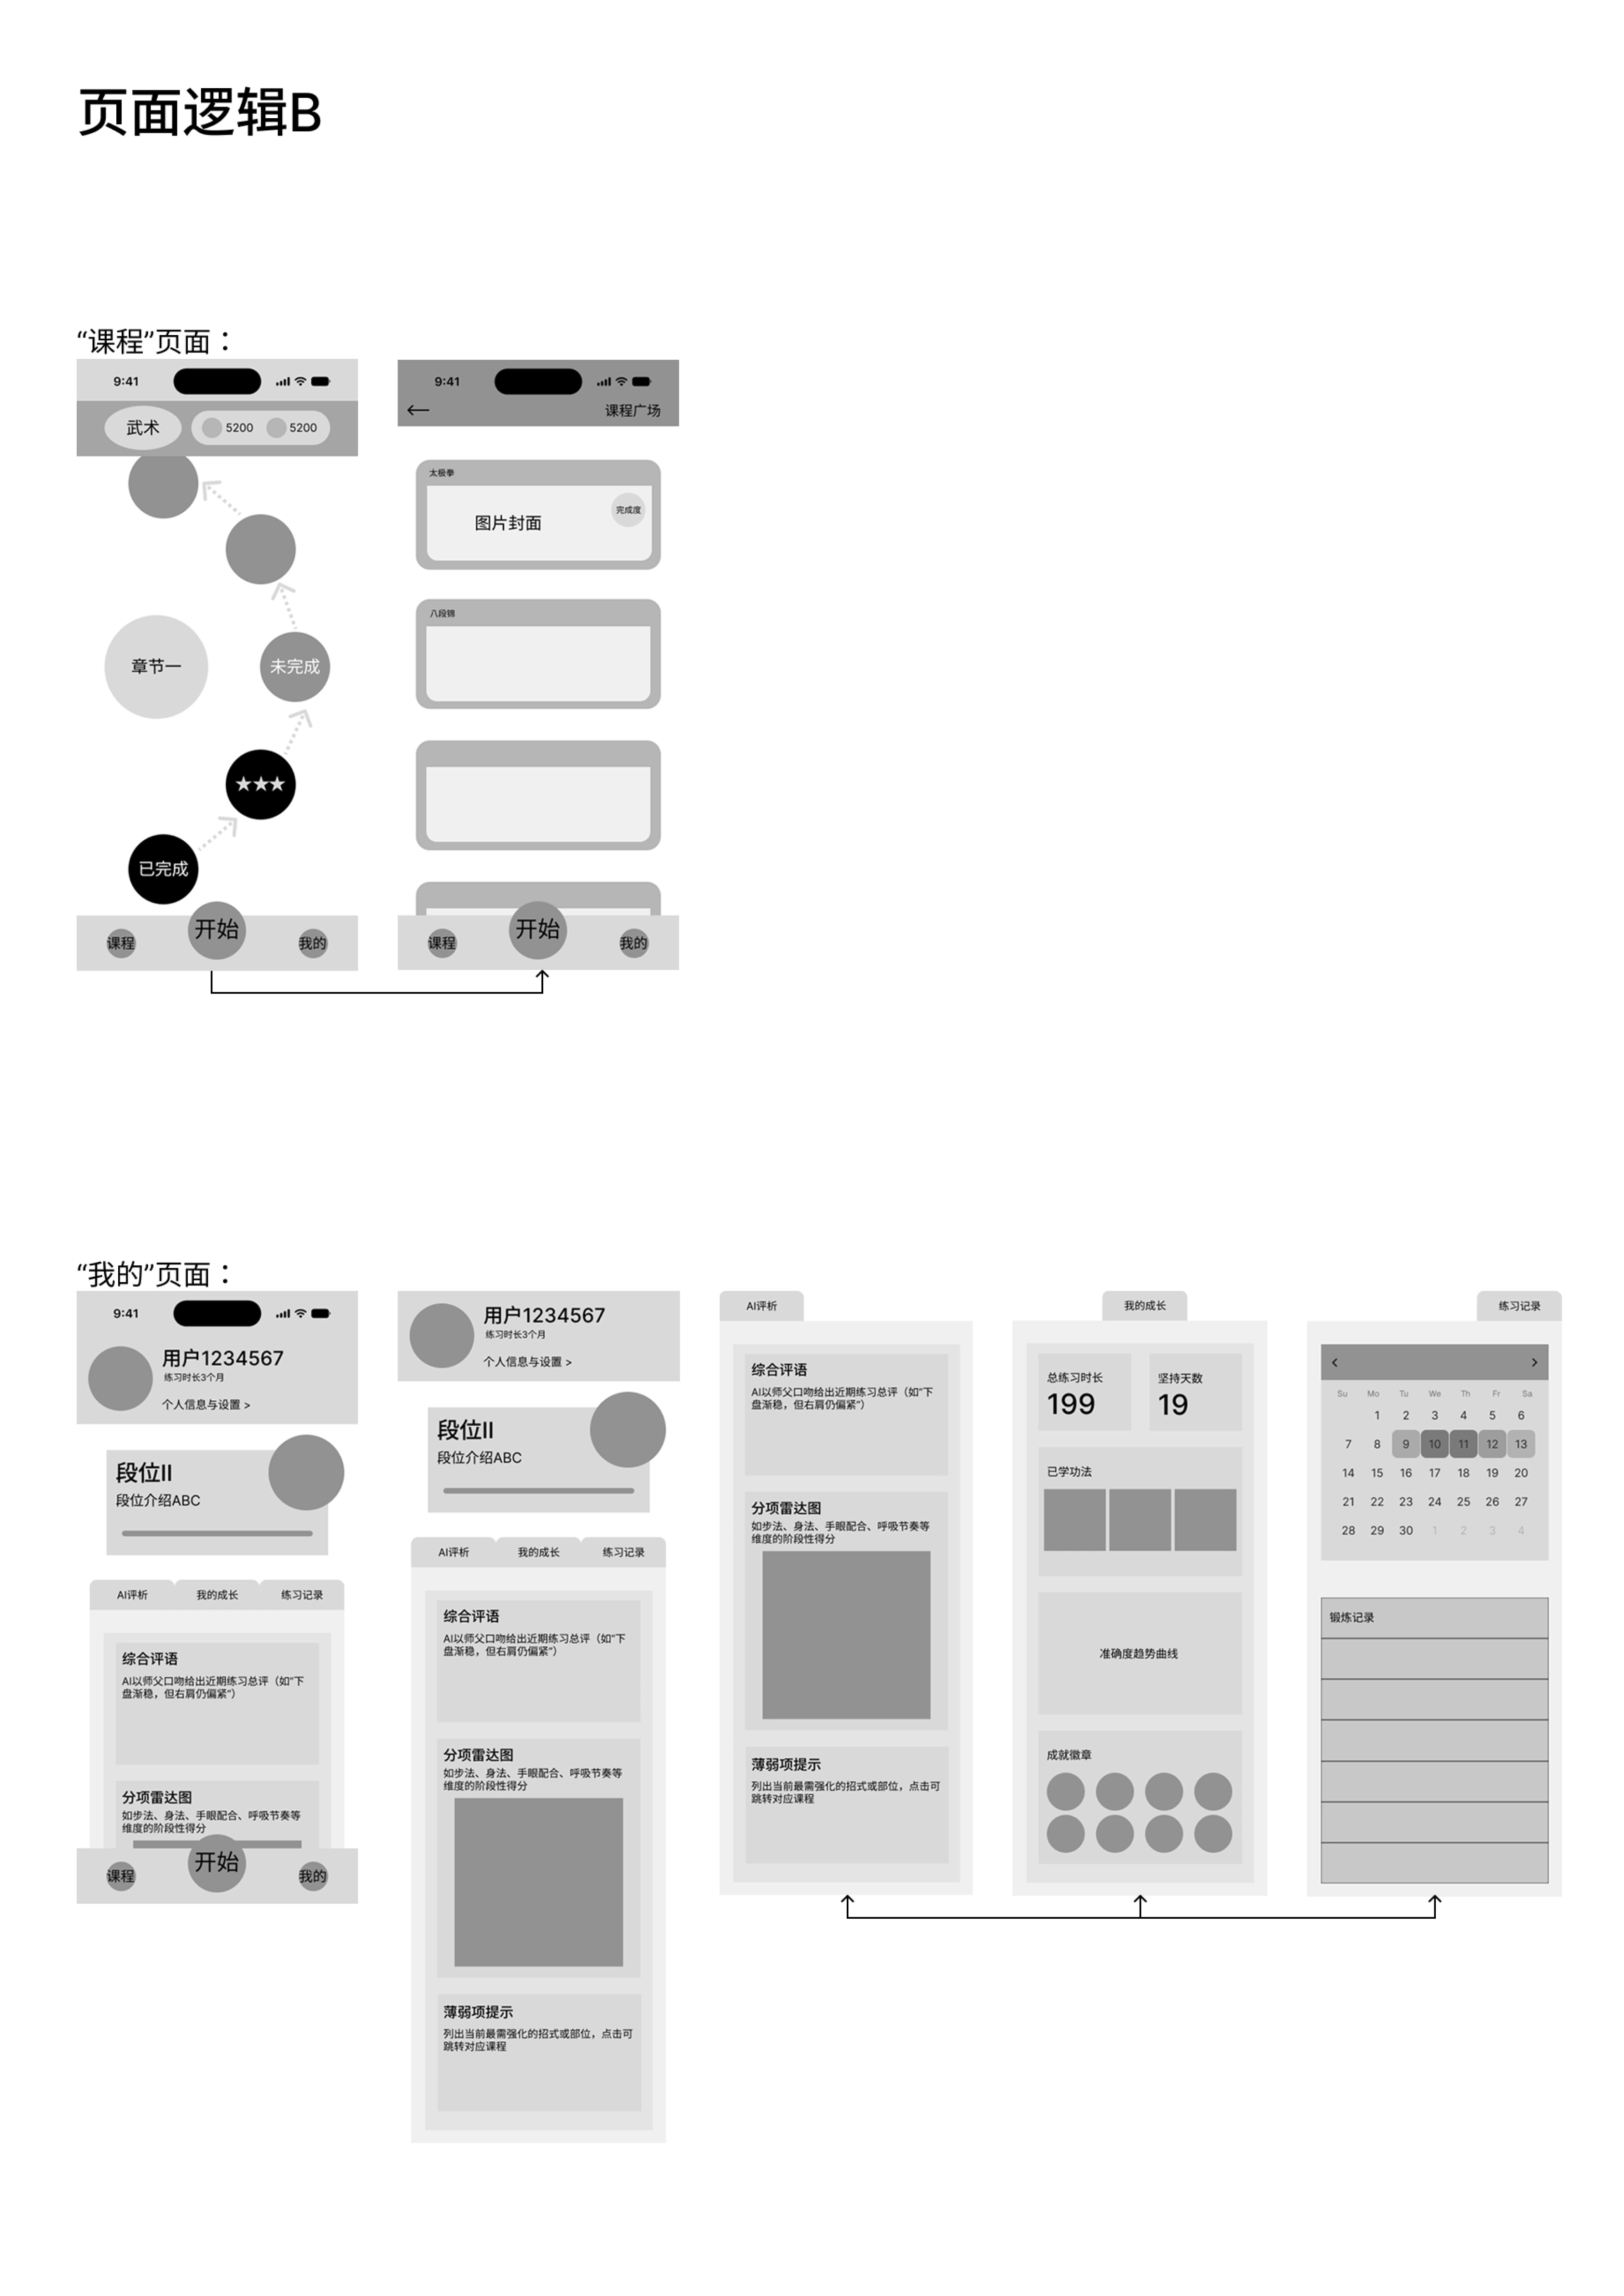 页面逻辑B
“课程”页面：
9:41
武术
5200
5200
章节一
未完成
★★★
已完成
课程
开始
我的
9:41
课程广场
太极拳
图片封面
完成度
八段锦
课程
开始
我的
“我的”页面：
9:41
用户1234567
练习时长3个月
个人信息与设置 >
段位II
段位介绍ABC
AI评析
我的成长
练习记录
综合评语
AI以师父口吻给出近期练习总评（如“下
盘渐稳，但右肩仍偏紧”）
分项雷达图
如步法、身法、手眼配合、呼吸节奏等
维度的阶段性得分
课程
开始
我的
用户1234567
练习时长3个月
个人信息与设置 >
段位II
段位介绍ABC
AI评析
我的成长
练习记录
综合评语
AI以师父口吻给出近期练习总评（如“下
盘渐稳，但右肩仍偏紧”）
分项雷达图
如步法、身法、手眼配合、呼吸节奏等
维度的阶段性得分
薄弱项提示
列出当前最需强化的招式或部位，点击可
跳转对应课程
AI评析
综合评语
AI以师父口吻给出近期练习总评（如“下
盘渐稳，但右肩仍偏紧”）
分项雷达图
如步法、身法、手眼配合、呼吸节奏等
维度的阶段性得分
薄弱项提示
列出当前最需强化的招式或部位，点击可
跳转对应课程
我的成长
总练习时长
199
坚持天数
19
已学功法
准确度趋势曲线
成就徽章
练习记录
Su Mo Tu We Th Fr Sa
1 2 3 4 5 6
7 8 9 10 11 12 13
14 15 16 17 18 19 20
21 22 23 24 25 26 27
28 29 30 1 2 3 4
锻炼记录